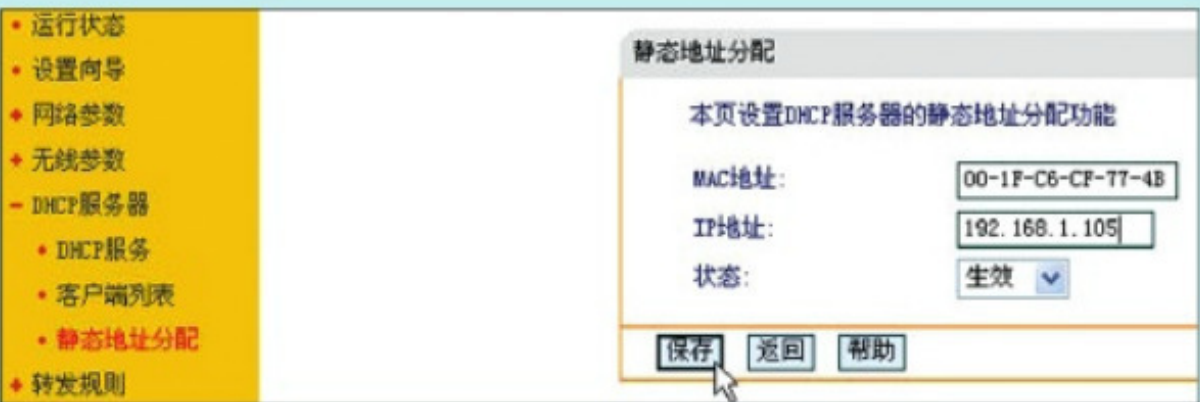 运行状态
设置向导
网络参数
无线参数
DHCP服务器
DHCP服务
客户端列表
静态地址分配
转发规则
静态地址分配
本页设置DHCP服务器的静态地址分配功能
MAC地址: 00-1F-C6-CF-77-4B
IP地址: 192.168.1.105
状态: 生效
保存 返回 帮助